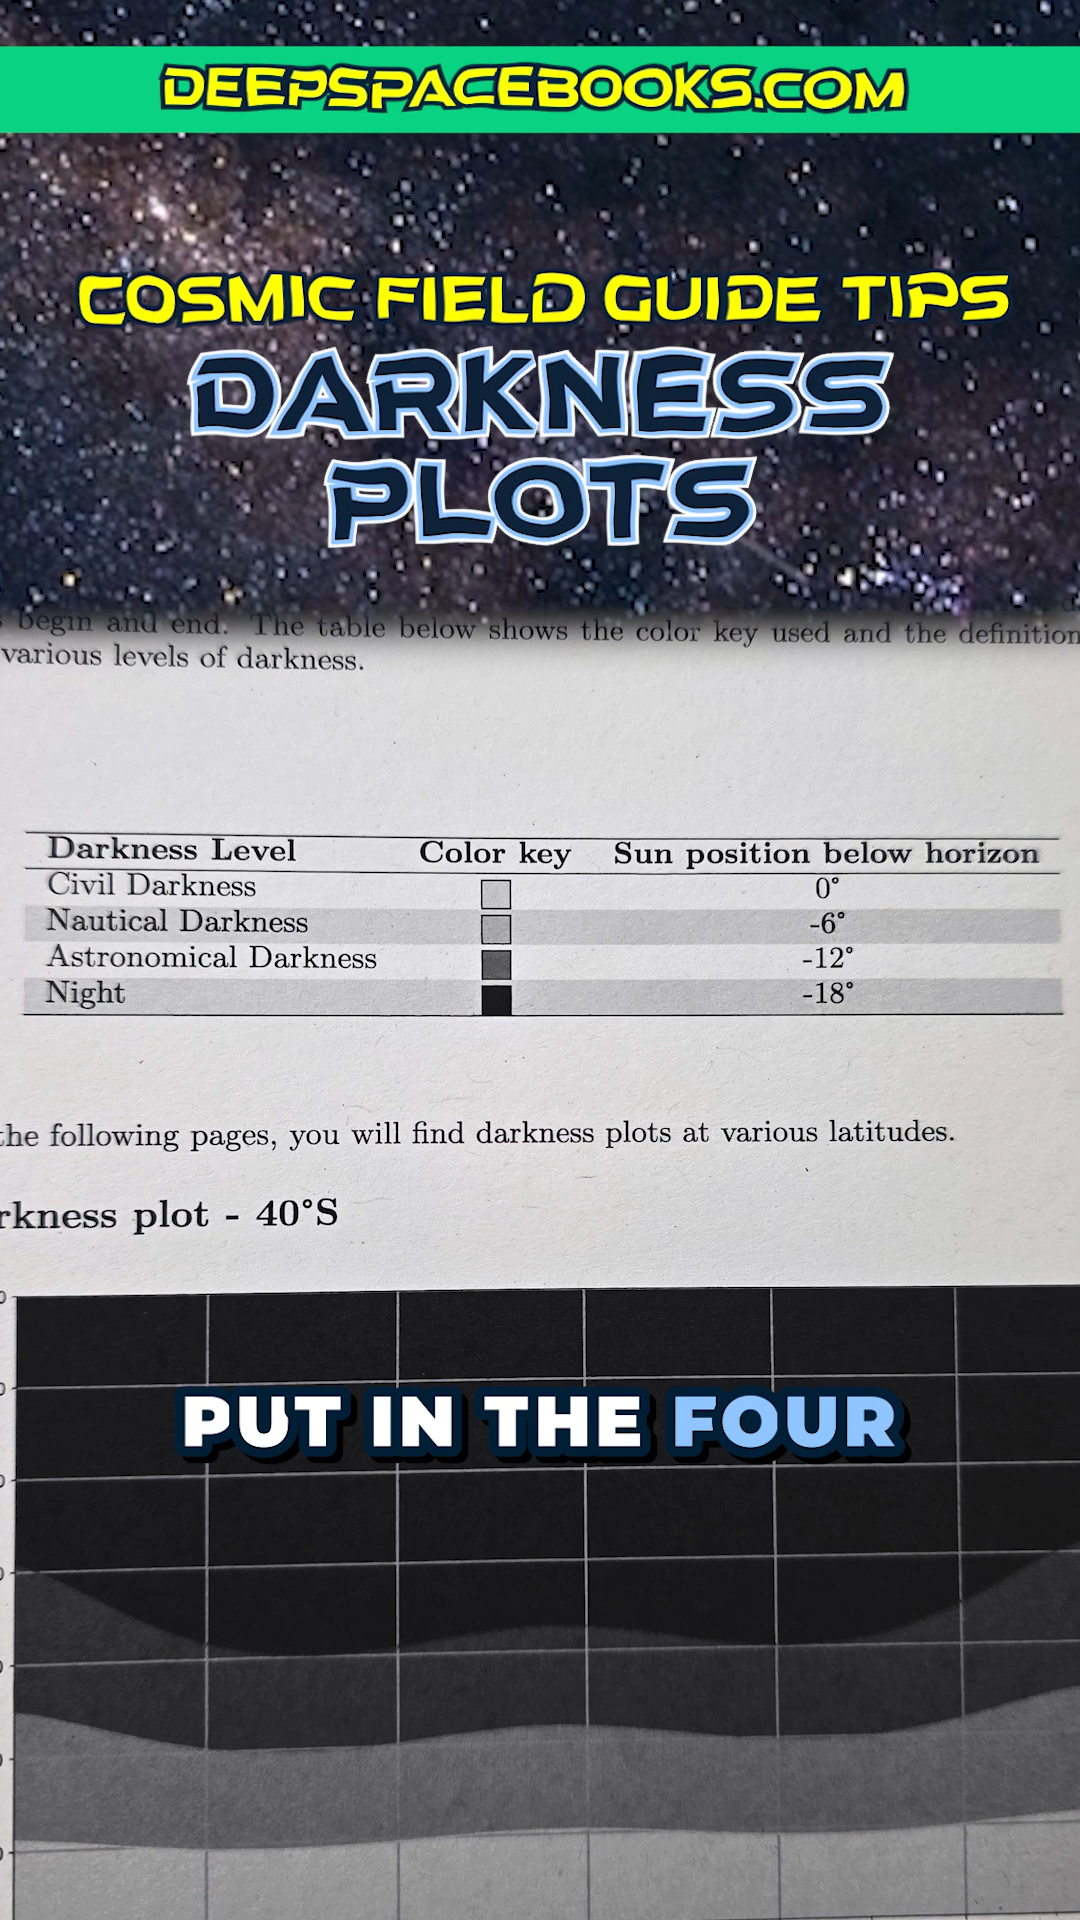 DEEPSPACEBOOKS.COM
COSMIC FIELD GUIDE TIPS
DARKNESS
PLOTS
begin and end. The table below shows the color key used and the definition
various levels of darkness.
Darkness Level Color key Sun position below horizon
Civil Darkness 0°
Nautical Darkness -6°
Astronomical Darkness -12°
Night -18°
the following pages, you will find darkness plots at various latitudes.
rkness plot - 40°S
PUT IN THE FOUR